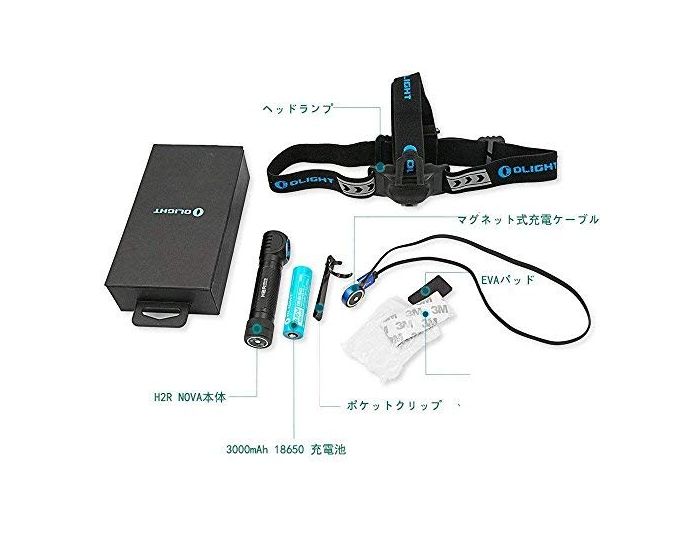 ヘッドランプ
OLIGHT
OLIGHT
OLIGHT
マグネット式充電ケーブル
EVAパッド
3M
3M
3M
H2R NOVA本体
ポケットクリップ
3000mAh 18650 充電池